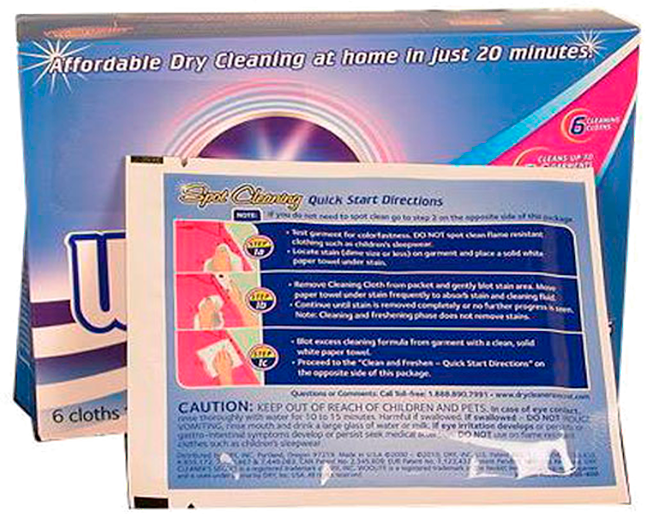 Affordable Dry Cleaning at home in just 20 minutes.
6 CLEANING
CLOTHS
CLEANS UP TO
GARMENTS
Spot Cleaning Quick Start Directions
NOTE: If you do not need to spot clean go to step 2 on the opposite side of this package.
STEP
1a
• Test garment for colorfastness. DO NOT spot clean flame resistant
clothing such as children's sleepwear.
• Locate stain (dime size or less) on garment and place a solid white
paper towel under stain.
STEP
1b
• Remove Cleaning Cloth from packet and gently blot stain area. Move
paper towel under stain frequently to absorb stain and cleaning fluid.
• Continue until stain is removed completely or no further progress is seen.
Note: Cleaning and freshening phase does not remove stains.
STEP
1c
• Blot excess cleaning formula from garment with a clean, solid
white paper towel.
• Proceed to the "Clean and Freshen – Quick Start Directions" on
the opposite side of this package.
Questions or Comments: Call Toll-free: 1.888.890.7991 •
CAUTION: KEEP OUT OF REACH OF CHILDREN AND PETS. In case of eye contact,
rinse thoroughly with water for 10 to 15 minutes. Harmful if swallowed. If swallowed – DO NOT INDUCE
VOMITING, rinse mouth and drink a large glass of water or milk. If eye irritation develops or persists or
gastro-intestinal symptoms develop or persist seek medical DO NOT use on flame resistant
clothes such as children's sleepwear.
6 cloths